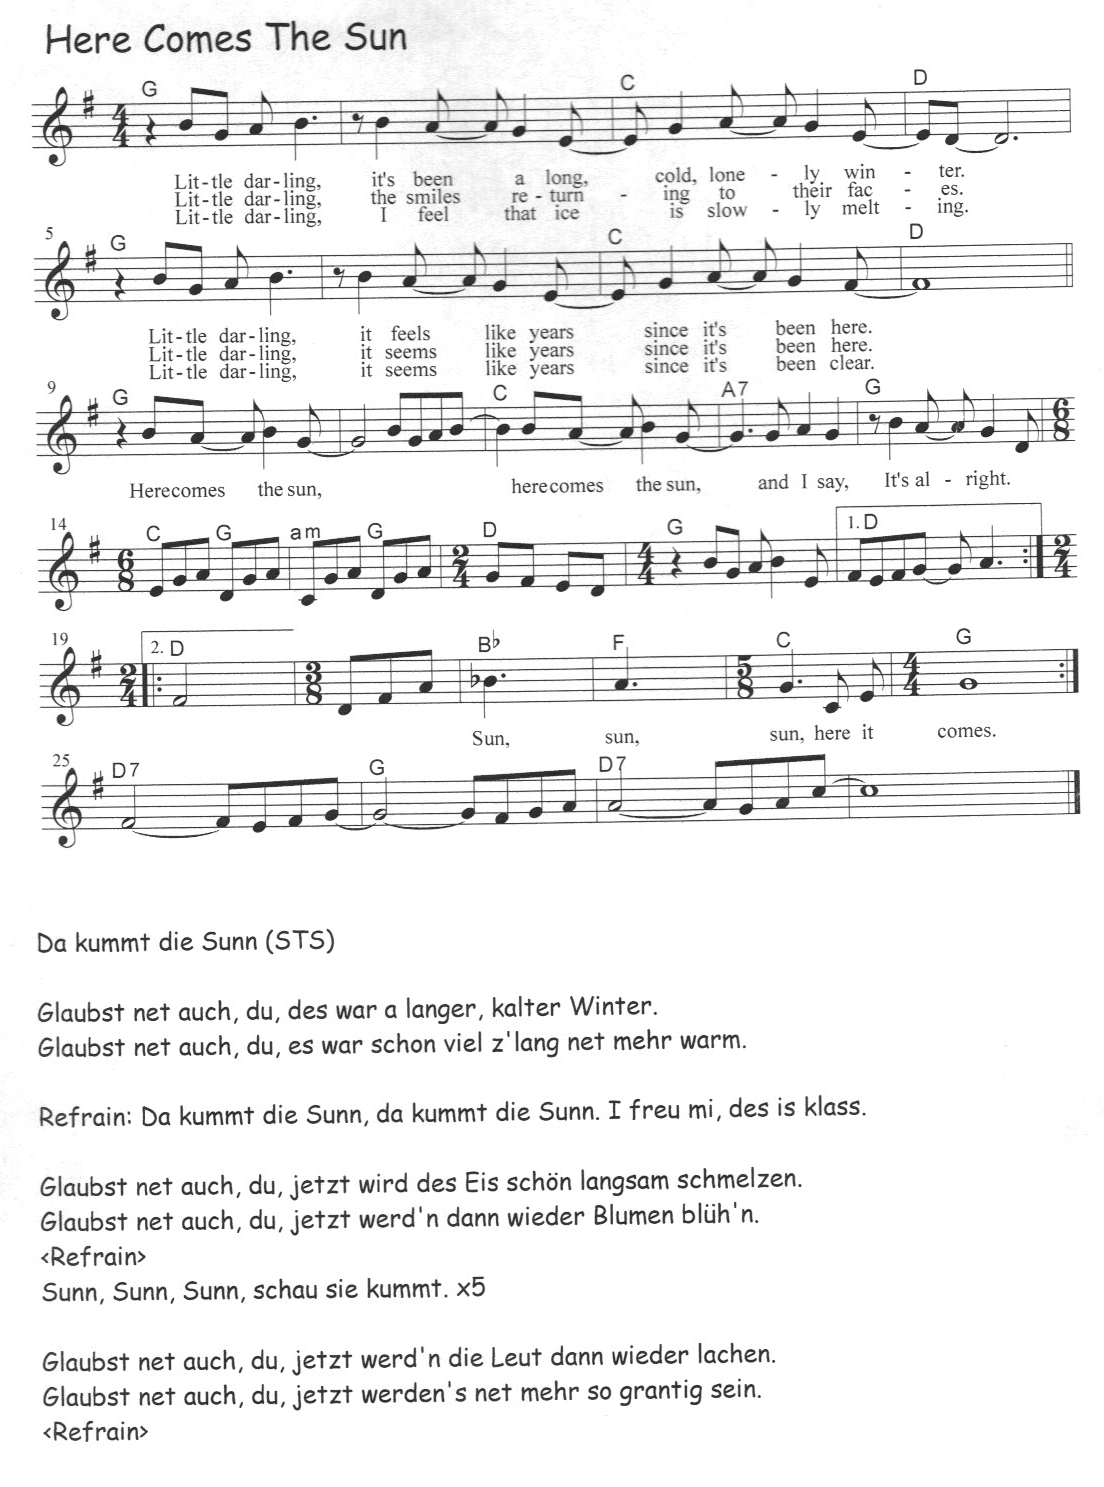 Here Comes The Sun
G C D
Lit-tle dar-ling, it's been a long, cold, lone - ly win - ter.
Lit-tle dar-ling, the smiles re - turn - ing to their fac - es.
Lit-tle dar-ling, I feel that ice is slow - ly melt - ing.
5 G C D
Lit-tle dar-ling, it feels like years since it's been here.
Lit-tle dar-ling, it seems like years since it's been here.
Lit-tle dar-ling, it seems like years since it's been clear.
9 G C A7 G
Herecomes the sun, herecomes the sun, and I say, It's al - right.
14 C G am G D G 1. D
19 2. D B♭ F C G
Sun, sun, sun, here it comes.
25 D7 G D7
Da kummt die Sunn (STS)
Glaubst net auch, du, des war a langer, kalter Winter.
Glaubst net auch, du, es war schon viel z'lang net mehr warm.
Refrain: Da kummt die Sunn, da kummt die Sunn. I freu mi, des is klass.
Glaubst net auch, du, jetzt wird des Eis schön langsam schmelzen.
Glaubst net auch, du, jetzt werd'n dann wieder Blumen blüh'n.
<Refrain>
Sunn, Sunn, Sunn, schau sie kummt. x5
Glaubst net auch, du, jetzt werd'n die Leut dann wieder lachen.
Glaubst net auch, du, jetzt werden's net mehr so grantig sein.
<Refrain>